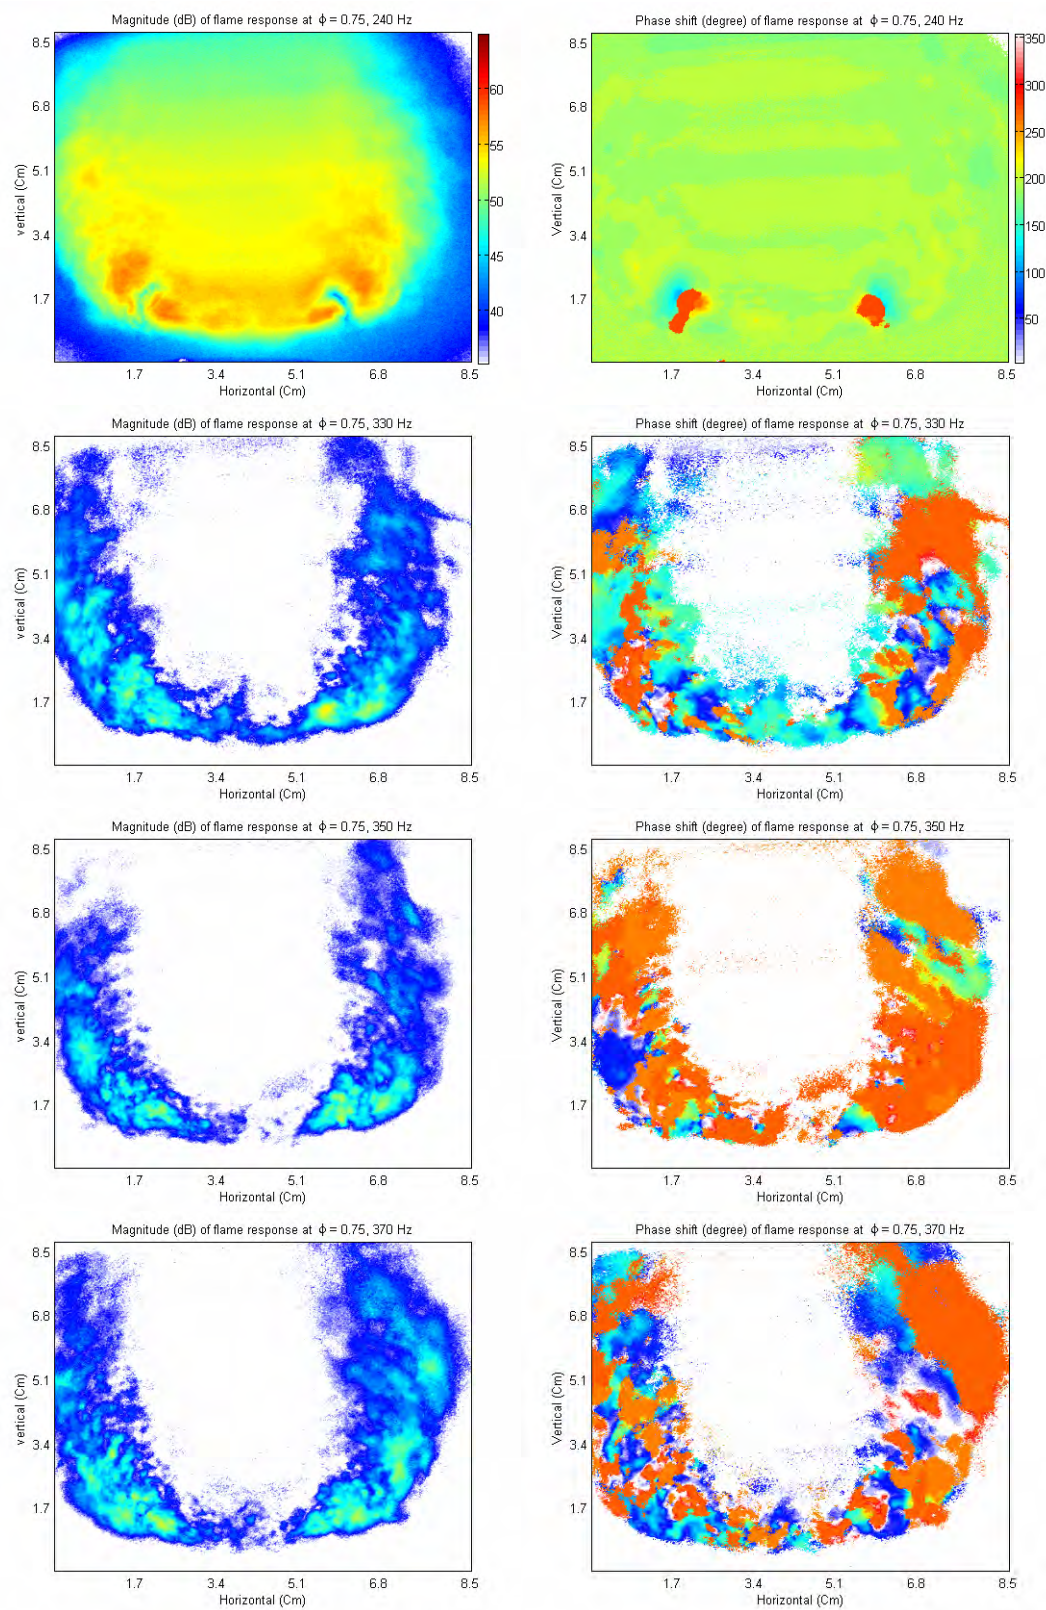 Magnitude (dB) of flame response at ϕ = 0.75, 240 Hz
8.5
6.8
5.1
3.4
1.7
vertical (Cm)
1.7 3.4 5.1 6.8 8.5
Horizontal (Cm)
60
55
50
45
40
Phase shift (degree) of flame response at ϕ = 0.75, 240 Hz
8.5
6.8
5.1
3.4
1.7
Vertical (Cm)
1.7 3.4 5.1 6.8 8.5
Horizontal (Cm)
350
300
250
200
150
100
50
Magnitude (dB) of flame response at ϕ = 0.75, 330 Hz
8.5
6.8
5.1
3.4
1.7
vertical (Cm)
1.7 3.4 5.1 6.8 8.5
Horizontal (Cm)
Phase shift (degree) of flame response at ϕ = 0.75, 330 Hz
8.5
6.8
5.1
3.4
1.7
Vertical (Cm)
1.7 3.4 5.1 6.8 8.5
Horizontal (Cm)
Magnitude (dB) of flame response at ϕ = 0.75, 350 Hz
8.5
6.8
5.1
3.4
1.7
vertical (Cm)
1.7 3.4 5.1 6.8 8.5
Horizontal (Cm)
Phase shift (degree) of flame response at ϕ = 0.75, 350 Hz
8.5
6.8
5.1
3.4
1.7
Vertical (Cm)
1.7 3.4 5.1 6.8 8.5
Horizontal (Cm)
Magnitude (dB) of flame response at ϕ = 0.75, 370 Hz
8.5
6.8
5.1
3.4
1.7
vertical (Cm)
1.7 3.4 5.1 6.8 8.5
Horizontal (Cm)
Phase shift (degree) of flame response at ϕ = 0.75, 370 Hz
8.5
6.8
5.1
3.4
1.7
Vertical (Cm)
1.7 3.4 5.1 6.8 8.5
Horizontal (Cm)